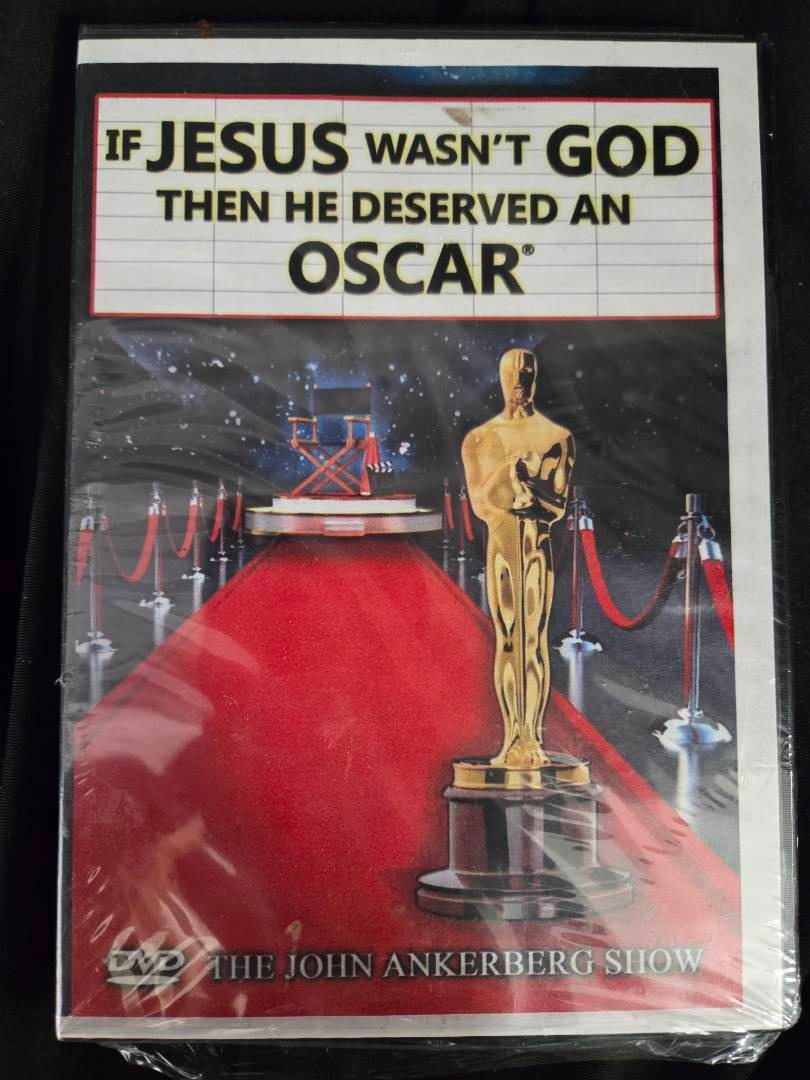 IF JESUS WASN'T GOD
THEN HE DESERVED AN
OSCAR®
DVD THE JOHN ANKERBERG SHOW